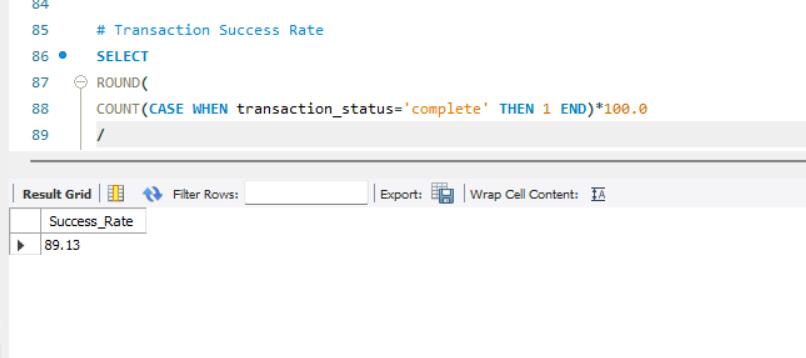 84
85 # Transaction Success Rate
86 SELECT
87 ROUND(
88 COUNT(CASE WHEN transaction_status='complete' THEN 1 END)*100.0
89 /
Result Grid Filter Rows: Export: Wrap Cell Content:
Success_Rate
89.13